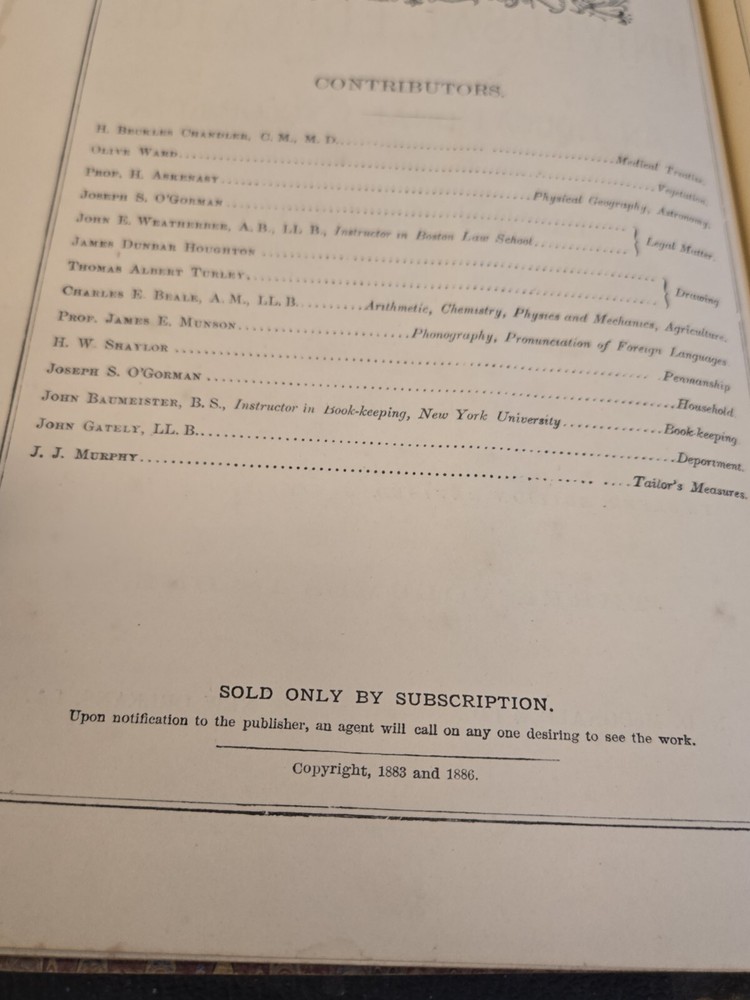 CONTRIBUTORS.
H. BECKLES CHANDLER, C. M., M. D. Medical Treatise.
OLIVE WARD Vegetation.
PROF. H. ARKENASY Physical Geography, Astronomy.
JOSEPH S. O'GORMAN
JOHN E. WEATHERBEE, A. B., LL B., Instructor in Boston Law School } Legal Matter.
JAMES DUNBAR HOUGHTON
THOMAS ALBERT TURLEY, } Drawing
CHARLES E. BEALE, A. M., LL. B. Arithmetic, Chemistry, Physics and Mechanics, Agriculture.
PROF. JAMES E. MUNSON Phonography, Pronunciation of Foreign Languages
H. W. SHAYLOR Penmanship
JOSEPH S. O'GORMAN Household.
JOHN BAUMEISTER, B. S., Instructor in Book-keeping, New York University Book-keeping
JOHN GATELY, LL. B. Deportment.
J. J. MURPHY Tailor's Measures.
SOLD ONLY BY SUBSCRIPTION.
Upon notification to the publisher, an agent will call on any one desiring to see the work.
Copyright, 1883 and 1886.